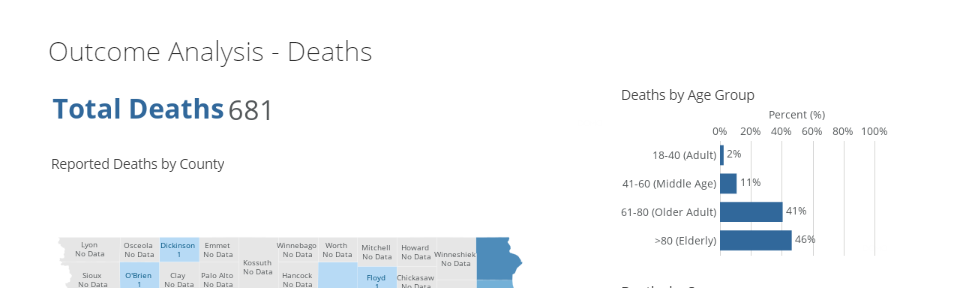 Outcome Analysis - Deaths
Total Deaths 681
Reported Deaths by County
Deaths by Age Group
Percent (%)
0% 20% 40% 60% 80% 100%
18-40 (Adult) 2%
41-60 (Middle Age) 11%
61-80 (Older Adult) 41%
>80 (Elderly) 46%
Lyon
No Data
Osceola
No Data
Dickinson
1
Emmet
No Data
Kossuth
No Data
Winnebago
No Data
Worth
No Data
Mitchell
No Data
Howard
No Data
Winneshiek
No Data
Sioux
No Data
O'Brien
1
Clay
No Data
Palo Alto
No Data
Hancock
No Data
Floyd
1
Chickasaw
No Data